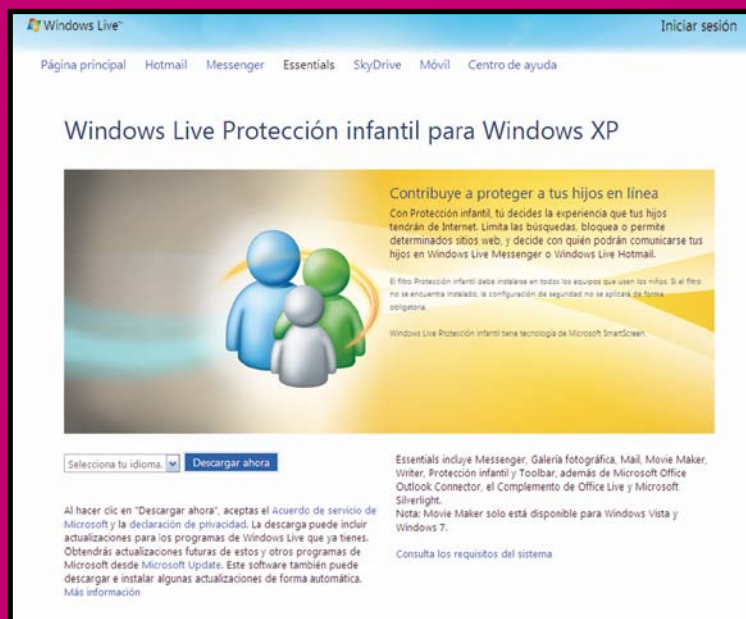 Windows Live™
Iniciar sesión
Página principal Hotmail Messenger Essentials SkyDrive Móvil Centro de ayuda
Windows Live Protección infantil para Windows XP
Contribuye a proteger a tus hijos en línea
Con Protección infantil, tú decides la experiencia que tus hijos
tendrán de Internet. Limita las búsquedas, bloquea o permite
determinados sitios web, y decide con quién podrán comunicarse tus
hijos en Windows Live Messenger o Windows Live Hotmail.
El filtro Protección infantil debe instalarse en todos los equipos que usen los niños. Si el filtro
no se encuentra instalado, la configuración de seguridad no se aplicará de forma
obligatoria.
Windows Live Protección Infantil tiene tecnología de Microsoft SmartScreen.
Selecciona tu idioma. Descargar ahora
Al hacer clic en "Descargar ahora", aceptas el Acuerdo de servicio de
Microsoft y la declaración de privacidad. La descarga puede incluir
actualizaciones para los programas de Windows Live que ya tienes.
Obtendrás actualizaciones futuras de estos y otros programas de
Microsoft desde Microsoft Update. Este software también puede
descargar e instalar algunas actualizaciones de forma automática.
Más información
Essentials incluye Messenger, Galería fotográfica, Mail, Movie Maker,
Writer, Protección infantil y Toolbar, además de Microsoft Office
Outlook Connector, el Complemento de Office Live y Microsoft
Silverlight.
Nota: Movie Maker solo está disponible para Windows Vista y
Windows 7.
Consulta los requisitos del sistema